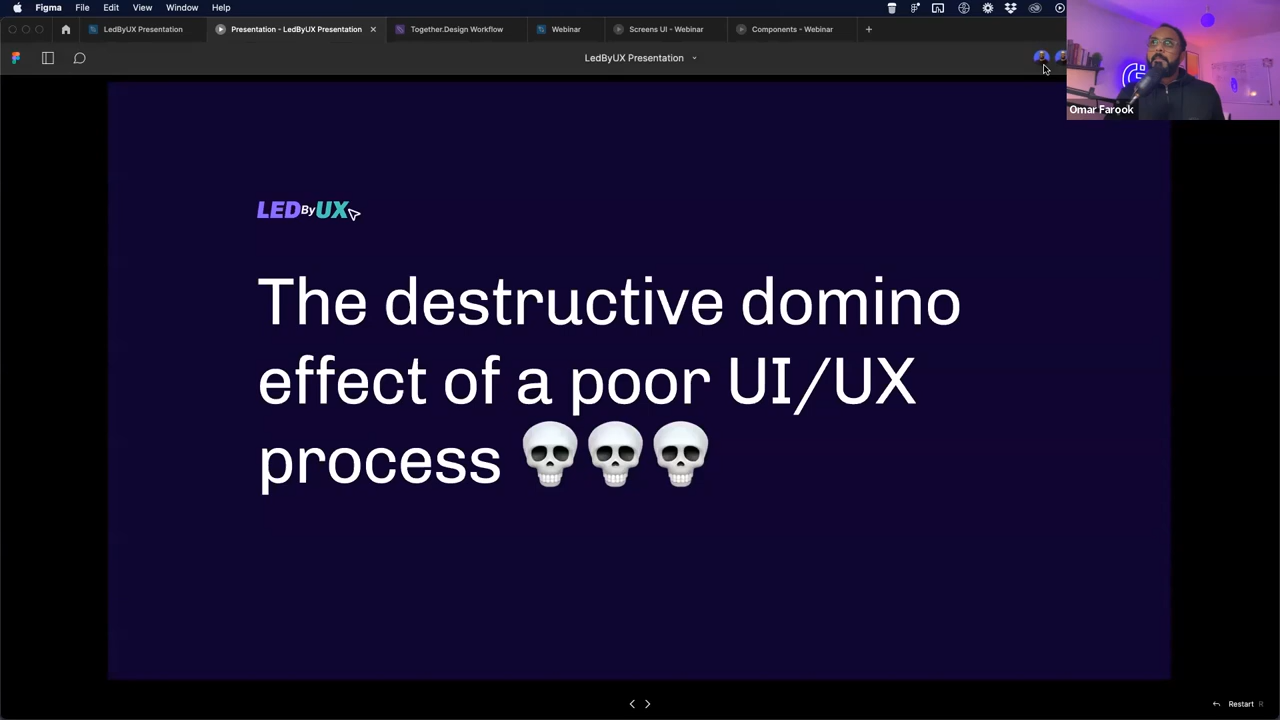 Figma File Edit View Window Help
LedByUX Presentation
Presentation - LedByUX Presentation
Together.Design Workflow
Webinar
Screens UI - Webinar
Components - Webinar
LedByUX Presentation
Omar Farook
LEDByUX
The destructive domino
effect of a poor UI/UX
process 💀💀💀
Restart R